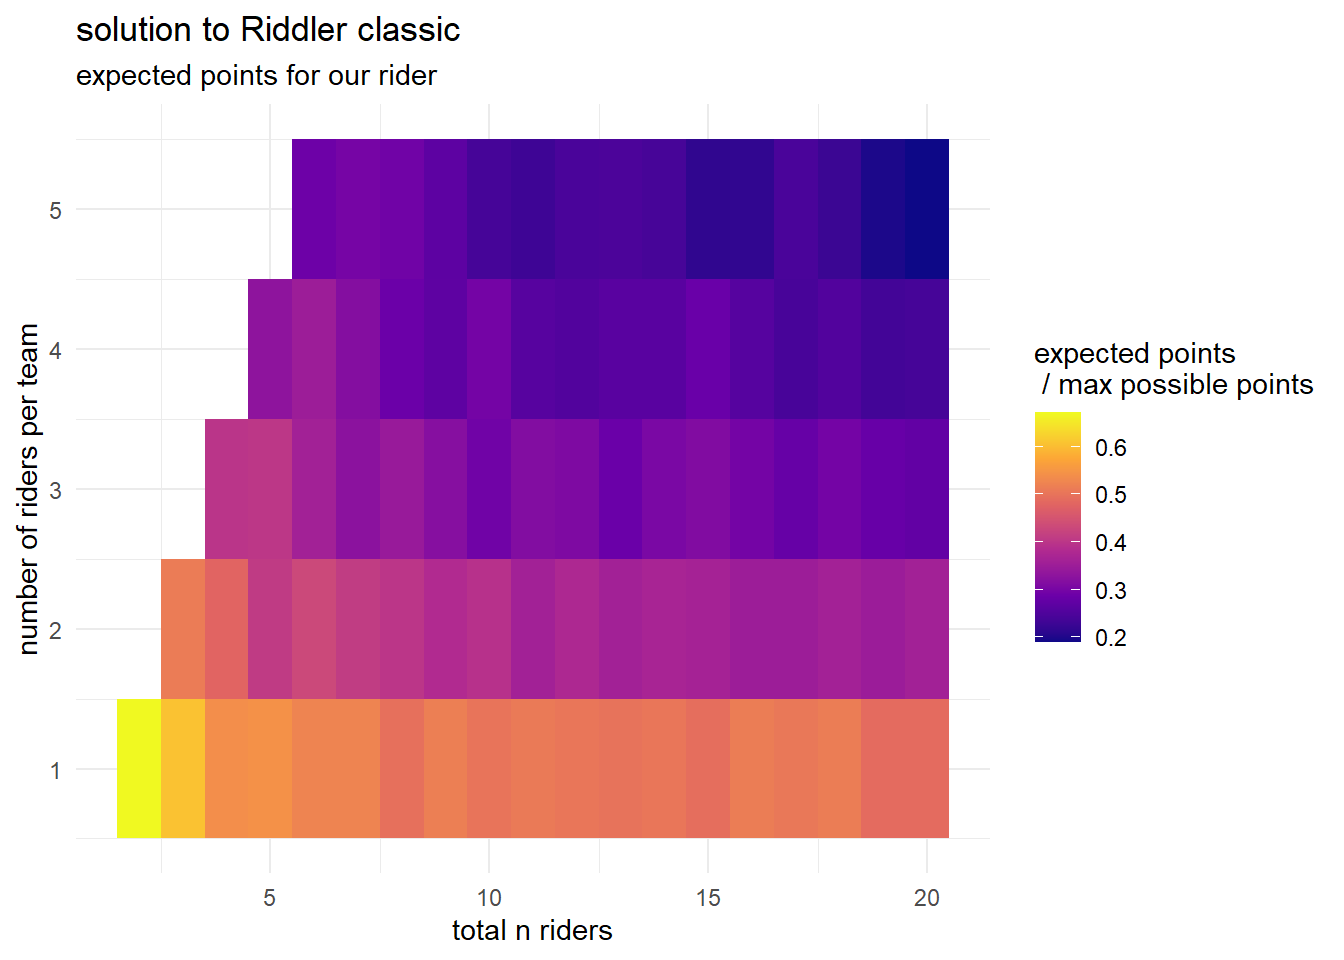 solution to Riddler classic
expected points for our rider
number of riders per team
5
4
3
2
1
5
10
15
20
total n riders
expected points
/ max possible points
0.6
0.5
0.4
0.3
0.2